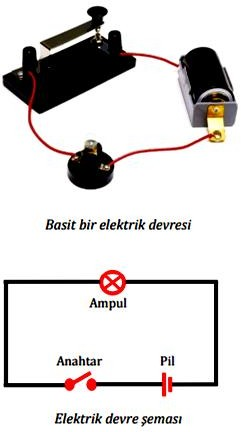 Basit bir elektrik devresi
Ampul
Anahtar Pil
Elektrik devre şeması